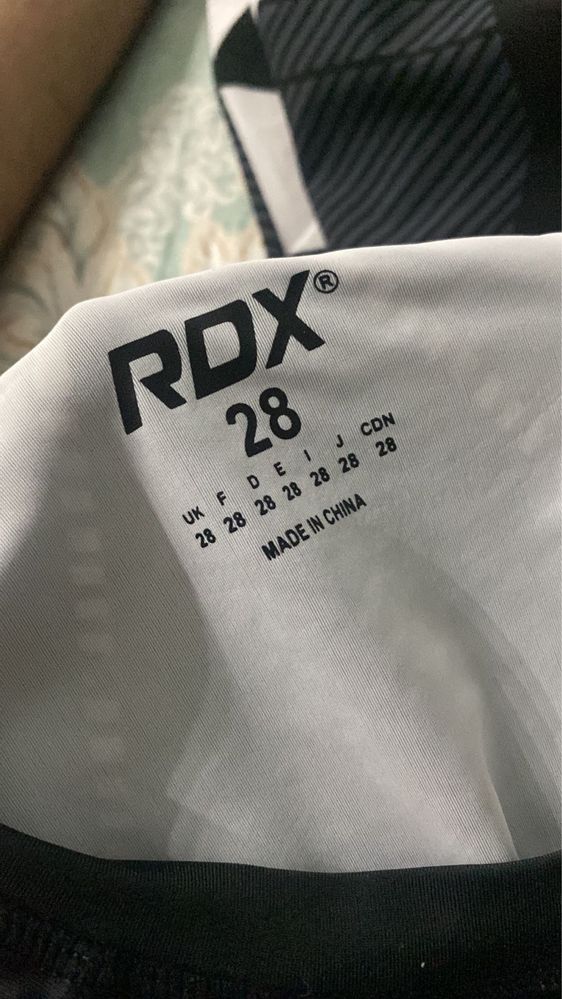 RDX®
28
UK F D E I J CDN
28 28 28 28 28 28 28
MADE IN CHINA